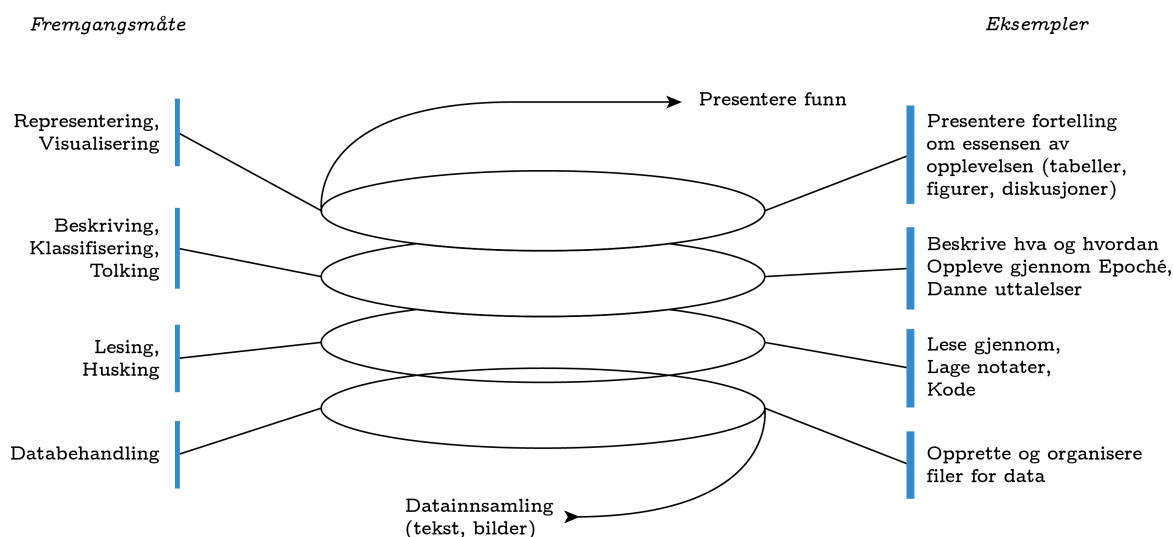 Fremgangsmåte
Eksempler
Presentere funn
Representering,
Visualisering
Presentere fortelling
om essensen av
opplevelsen (tabeller,
figurer, diskusjoner)
Beskriving,
Klassifisering,
Tolking
Beskrive hva og hvordan
Oppleve gjennom Epoché,
Danne uttalelser
Lesing,
Husking
Lese gjennom,
Lage notater,
Kode
Databehandling
Opprette og organisere
filer for data
Datainnsamling
(tekst, bilder)